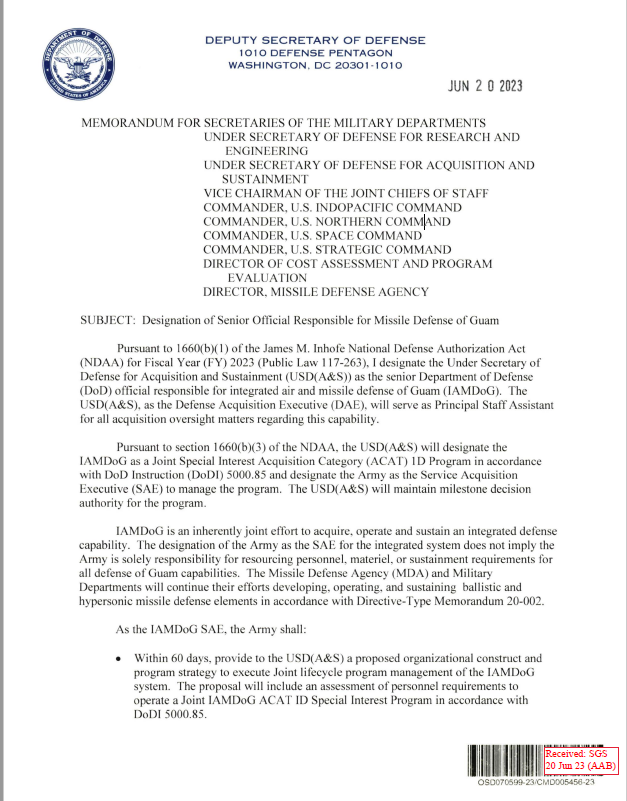 DEPARTMENT OF DEFENSE
UNITED STATES OF AMERICA
DEPUTY SECRETARY OF DEFENSE
1010 DEFENSE PENTAGON
WASHINGTON, DC 20301-1010
JUN 20 2023
MEMORANDUM FOR SECRETARIES OF THE MILITARY DEPARTMENTS
UNDER SECRETARY OF DEFENSE FOR RESEARCH AND
ENGINEERING
UNDER SECRETARY OF DEFENSE FOR ACQUISITION AND
SUSTAINMENT
VICE CHAIRMAN OF THE JOINT CHIEFS OF STAFF
COMMANDER, U.S. INDOPACIFIC COMMAND
COMMANDER, U.S. NORTHERN COMMAND
COMMANDER, U.S. SPACE COMMAND
COMMANDER, U.S. STRATEGIC COMMAND
DIRECTOR OF COST ASSESSMENT AND PROGRAM
EVALUATION
DIRECTOR, MISSILE DEFENSE AGENCY
SUBJECT: Designation of Senior Official Responsible for Missile Defense of Guam
Pursuant to 1660(b)(1) of the James M. Inhofe National Defense Authorization Act
(NDAA) for Fiscal Year (FY) 2023 (Public Law 117-263), I designate the Under Secretary of
Defense for Acquisition and Sustainment (USD(A&S)) as the senior Department of Defense
(DoD) official responsible for integrated air and missile defense of Guam (IAMDoG). The
USD(A&S), as the Defense Acquisition Executive (DAE), will serve as Principal Staff Assistant
for all acquisition oversight matters regarding this capability.
Pursuant to section 1660(b)(3) of the NDAA, the USD(A&S) will designate the
IAMDoG as a Joint Special Interest Acquisition Category (ACAT) 1D Program in accordance
with DoD Instruction (DoDI) 5000.85 and designate the Army as the Service Acquisition
Executive (SAE) to manage the program. The USD(A&S) will maintain milestone decision
authority for the program.
IAMDoG is an inherently joint effort to acquire, operate and sustain an integrated defense
capability. The designation of the Army as the SAE for the integrated system does not imply the
Army is solely responsibility for resourcing personnel, materiel, or sustainment requirements for
all defense of Guam capabilities. The Missile Defense Agency (MDA) and Military
Departments will continue their efforts developing, operating, and sustaining ballistic and
hypersonic missile defense elements in accordance with Directive-Type Memorandum 20-002.
As the IAMDoG SAE, the Army shall:
• Within 60 days, provide to the USD(A&S) a proposed organizational construct and
program strategy to execute Joint lifecycle program management of the IAMDoG
system. The proposal will include an assessment of personnel requirements to
operate a Joint IAMDoG ACAT ID Special Interest Program in accordance with
DoDI 5000.85.
Received: SGS
20 Jun 23 (AAB)
OSD070599-23/CMD005456-23